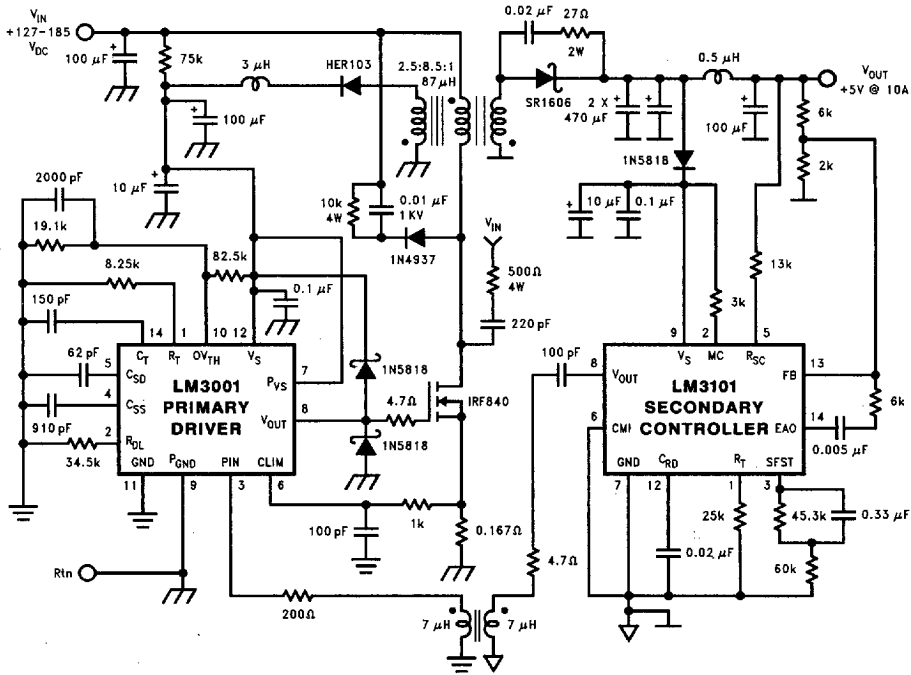 VIN
+127-185
VDC
100 µF
75k
3 µH
HER103
2.5:8.5:1
87 µH
0.02 µF
27Ω
2W
SR1606
0.5 µH
VOUT
+5V @ 10A
2 X
470 µF
100 µF
6k
2k
100 µF
10 µF
2000 pF
19.1k
8.25k
150 pF
82.5k
0.1 µF
10k
4W
0.01 µF
1 KV
1N4937
VIN
500Ω
4W
220 pF
1N5818
10 µF
0.1 µF
13k
3k
14
1
10
12
CT
RT
OVTH
VS
62 pF
5
CSD
910 pF
4
CSS
34.5k
2
RDL
LM3001
PRIMARY
DRIVER
7
PVS
8
VOUT
GND
PGND
PIN
CLIM
11
9
3
6
1N5818
4.7Ω
1N5818
IRF840
100 pF
1k
0.167Ω
Rtn
200Ω
7 µH
7 µH
4.7Ω
100 pF
9
2
5
VS
MC
RSC
8
VOUT
6
CMI
LM3101
SECONDARY
CONTROLLER
13
FB
14
EAO
6k
0.005 µF
GND
CRD
RT
SFST
7
12
1
3
25k
45.3k
0.33 µF
0.02 µF
60k